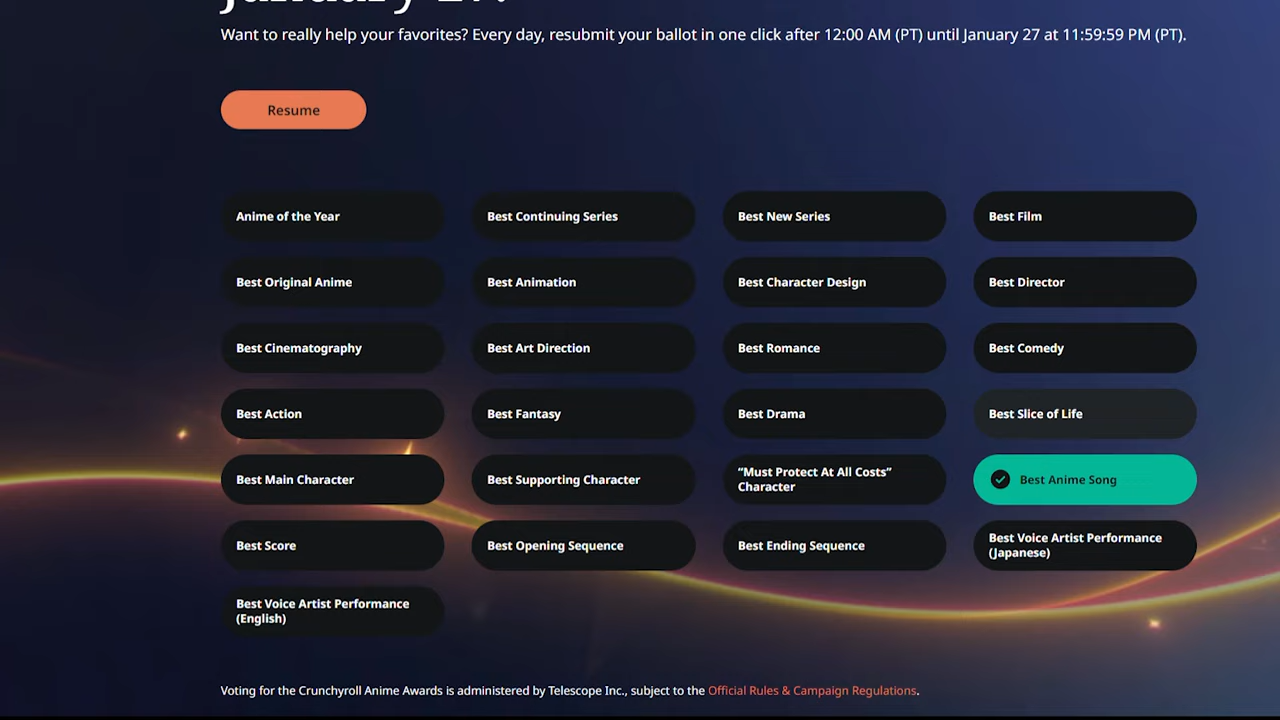 January 27.
Want to really help your favorites? Every day, resubmit your ballot in one click after 12:00 AM (PT) until January 27 at 11:59:59 PM (PT).
Resume
Anime of the Year
Best Continuing Series
Best New Series
Best Film
Best Original Anime
Best Animation
Best Character Design
Best Director
Best Cinematography
Best Art Direction
Best Romance
Best Comedy
Best Action
Best Fantasy
Best Drama
Best Slice of Life
Best Main Character
Best Supporting Character
“Must Protect At All Costs”
Character
Best Anime Song
Best Score
Best Opening Sequence
Best Ending Sequence
Best Voice Artist Performance
(Japanese)
Best Voice Artist Performance
(English)
Voting for the Crunchyroll Anime Awards is administered by Telescope Inc., subject to the Official Rules & Campaign Regulations.